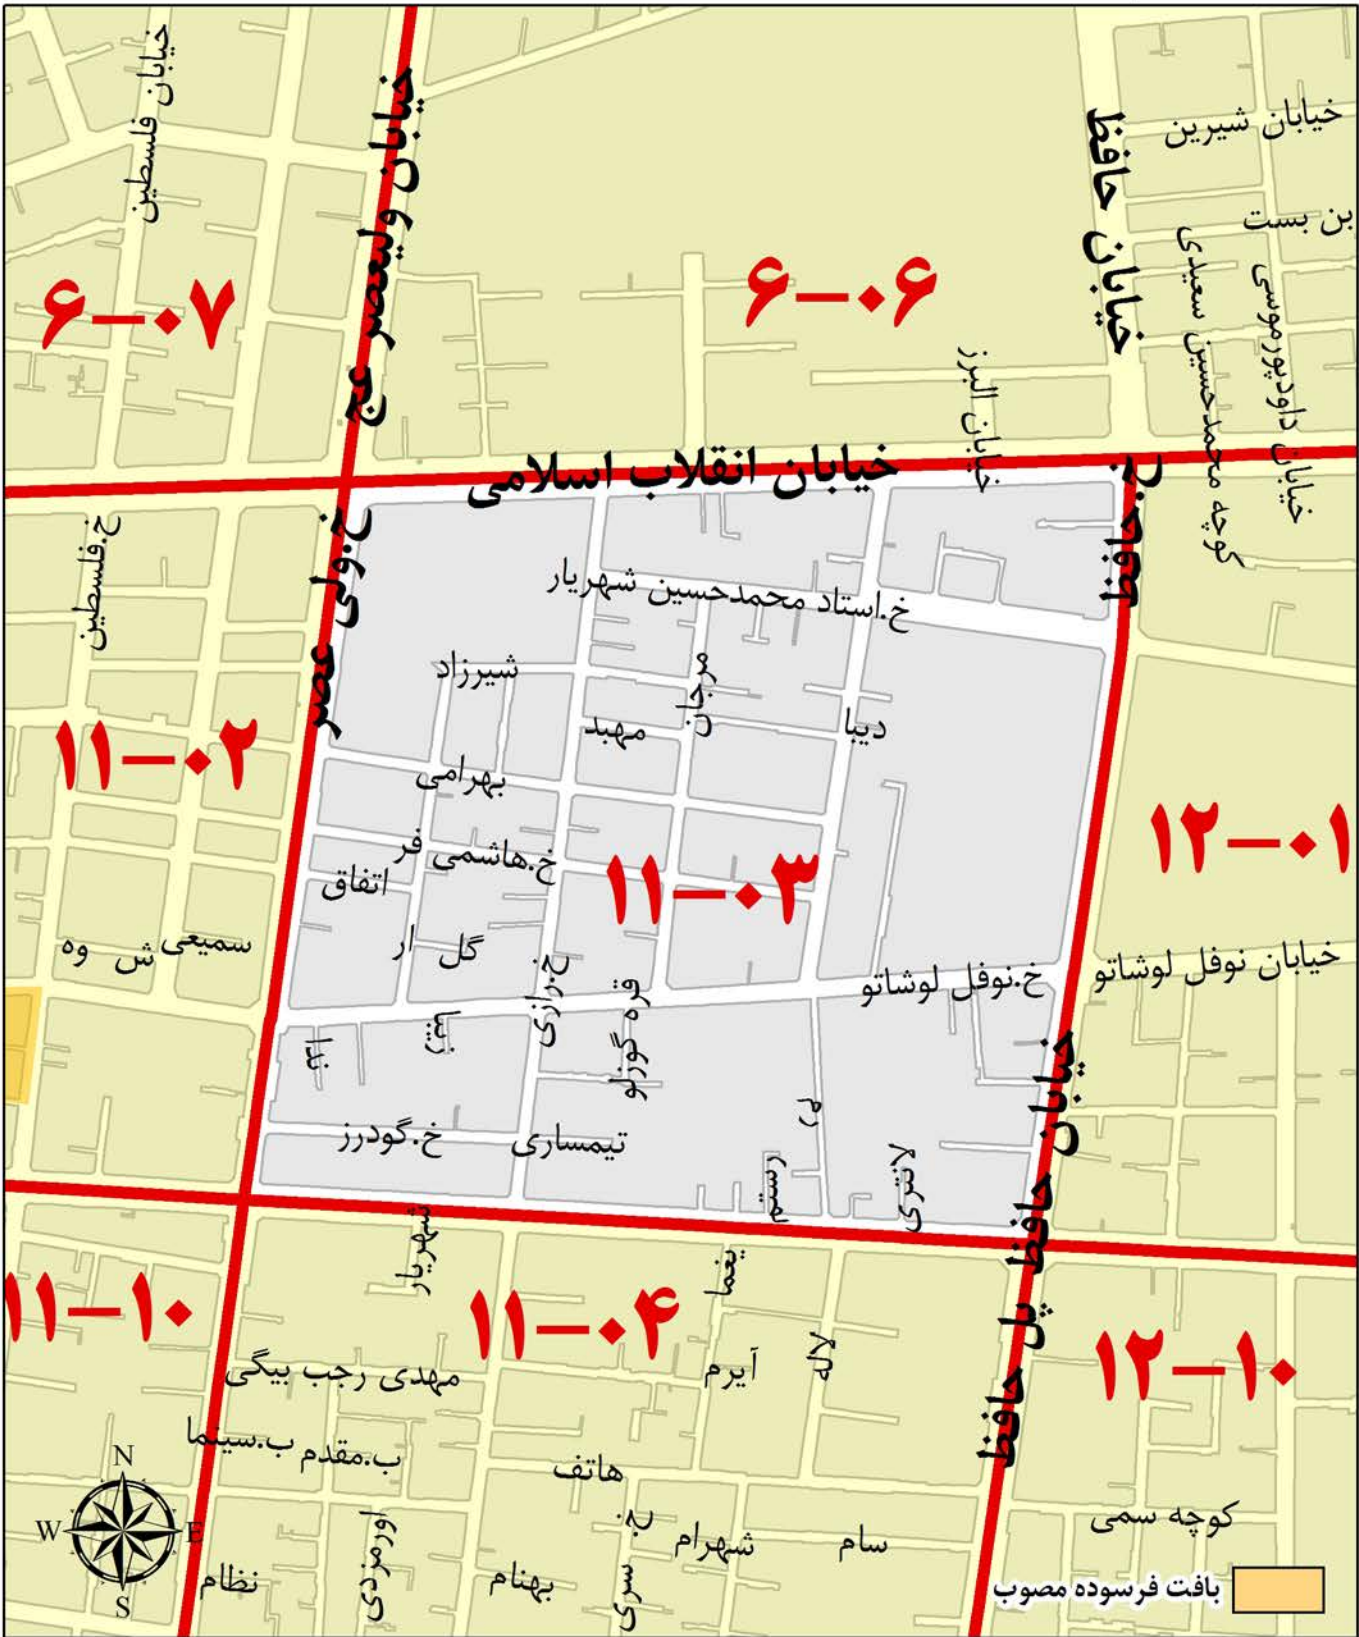 خیابان فلسطین
خیابان ولیعصر عج
خیابان حافظ
خیابان شیرین
بن بست
کوچه محمدحسین سعیدی
خیابان داودپورموسی
۶-۰۷
۶-۰۶
خیابان البرز
خیابان انقلاب اسلامی
خ.فلسطین
خ.ولی عصر
خ.حافظ
خ.استاد محمدحسین شهریار
شیرزاد
مرجان
مهبد
دیبا
۱۱-۰۲
بهرامی
خ.هاشمی فر
اتفاق
۱۱-۰۳
۱۲-۰۱
سمیعی
ش وه
گل ار
خ.رازی
قره گوزلو
خ.نوفل لوشاتو
خیابان نوفل لوشاتو
خیابان حافظ
خ.گودرز
تیمساری
رستم
لانتری
شهریار
یغما
۱۱-۱۰
۱۱-۰۴
پل حافظ
۱۲-۱۰
مهدی رجب بیگی
آیرم
لاله
ب.سینما
ب.مقدم
هاتف
N
W
E
S
نظام
اورمزدی
بهنام
خ. سری
شهرام
سام
کوچه سمی
بافت فرسوده مصوب